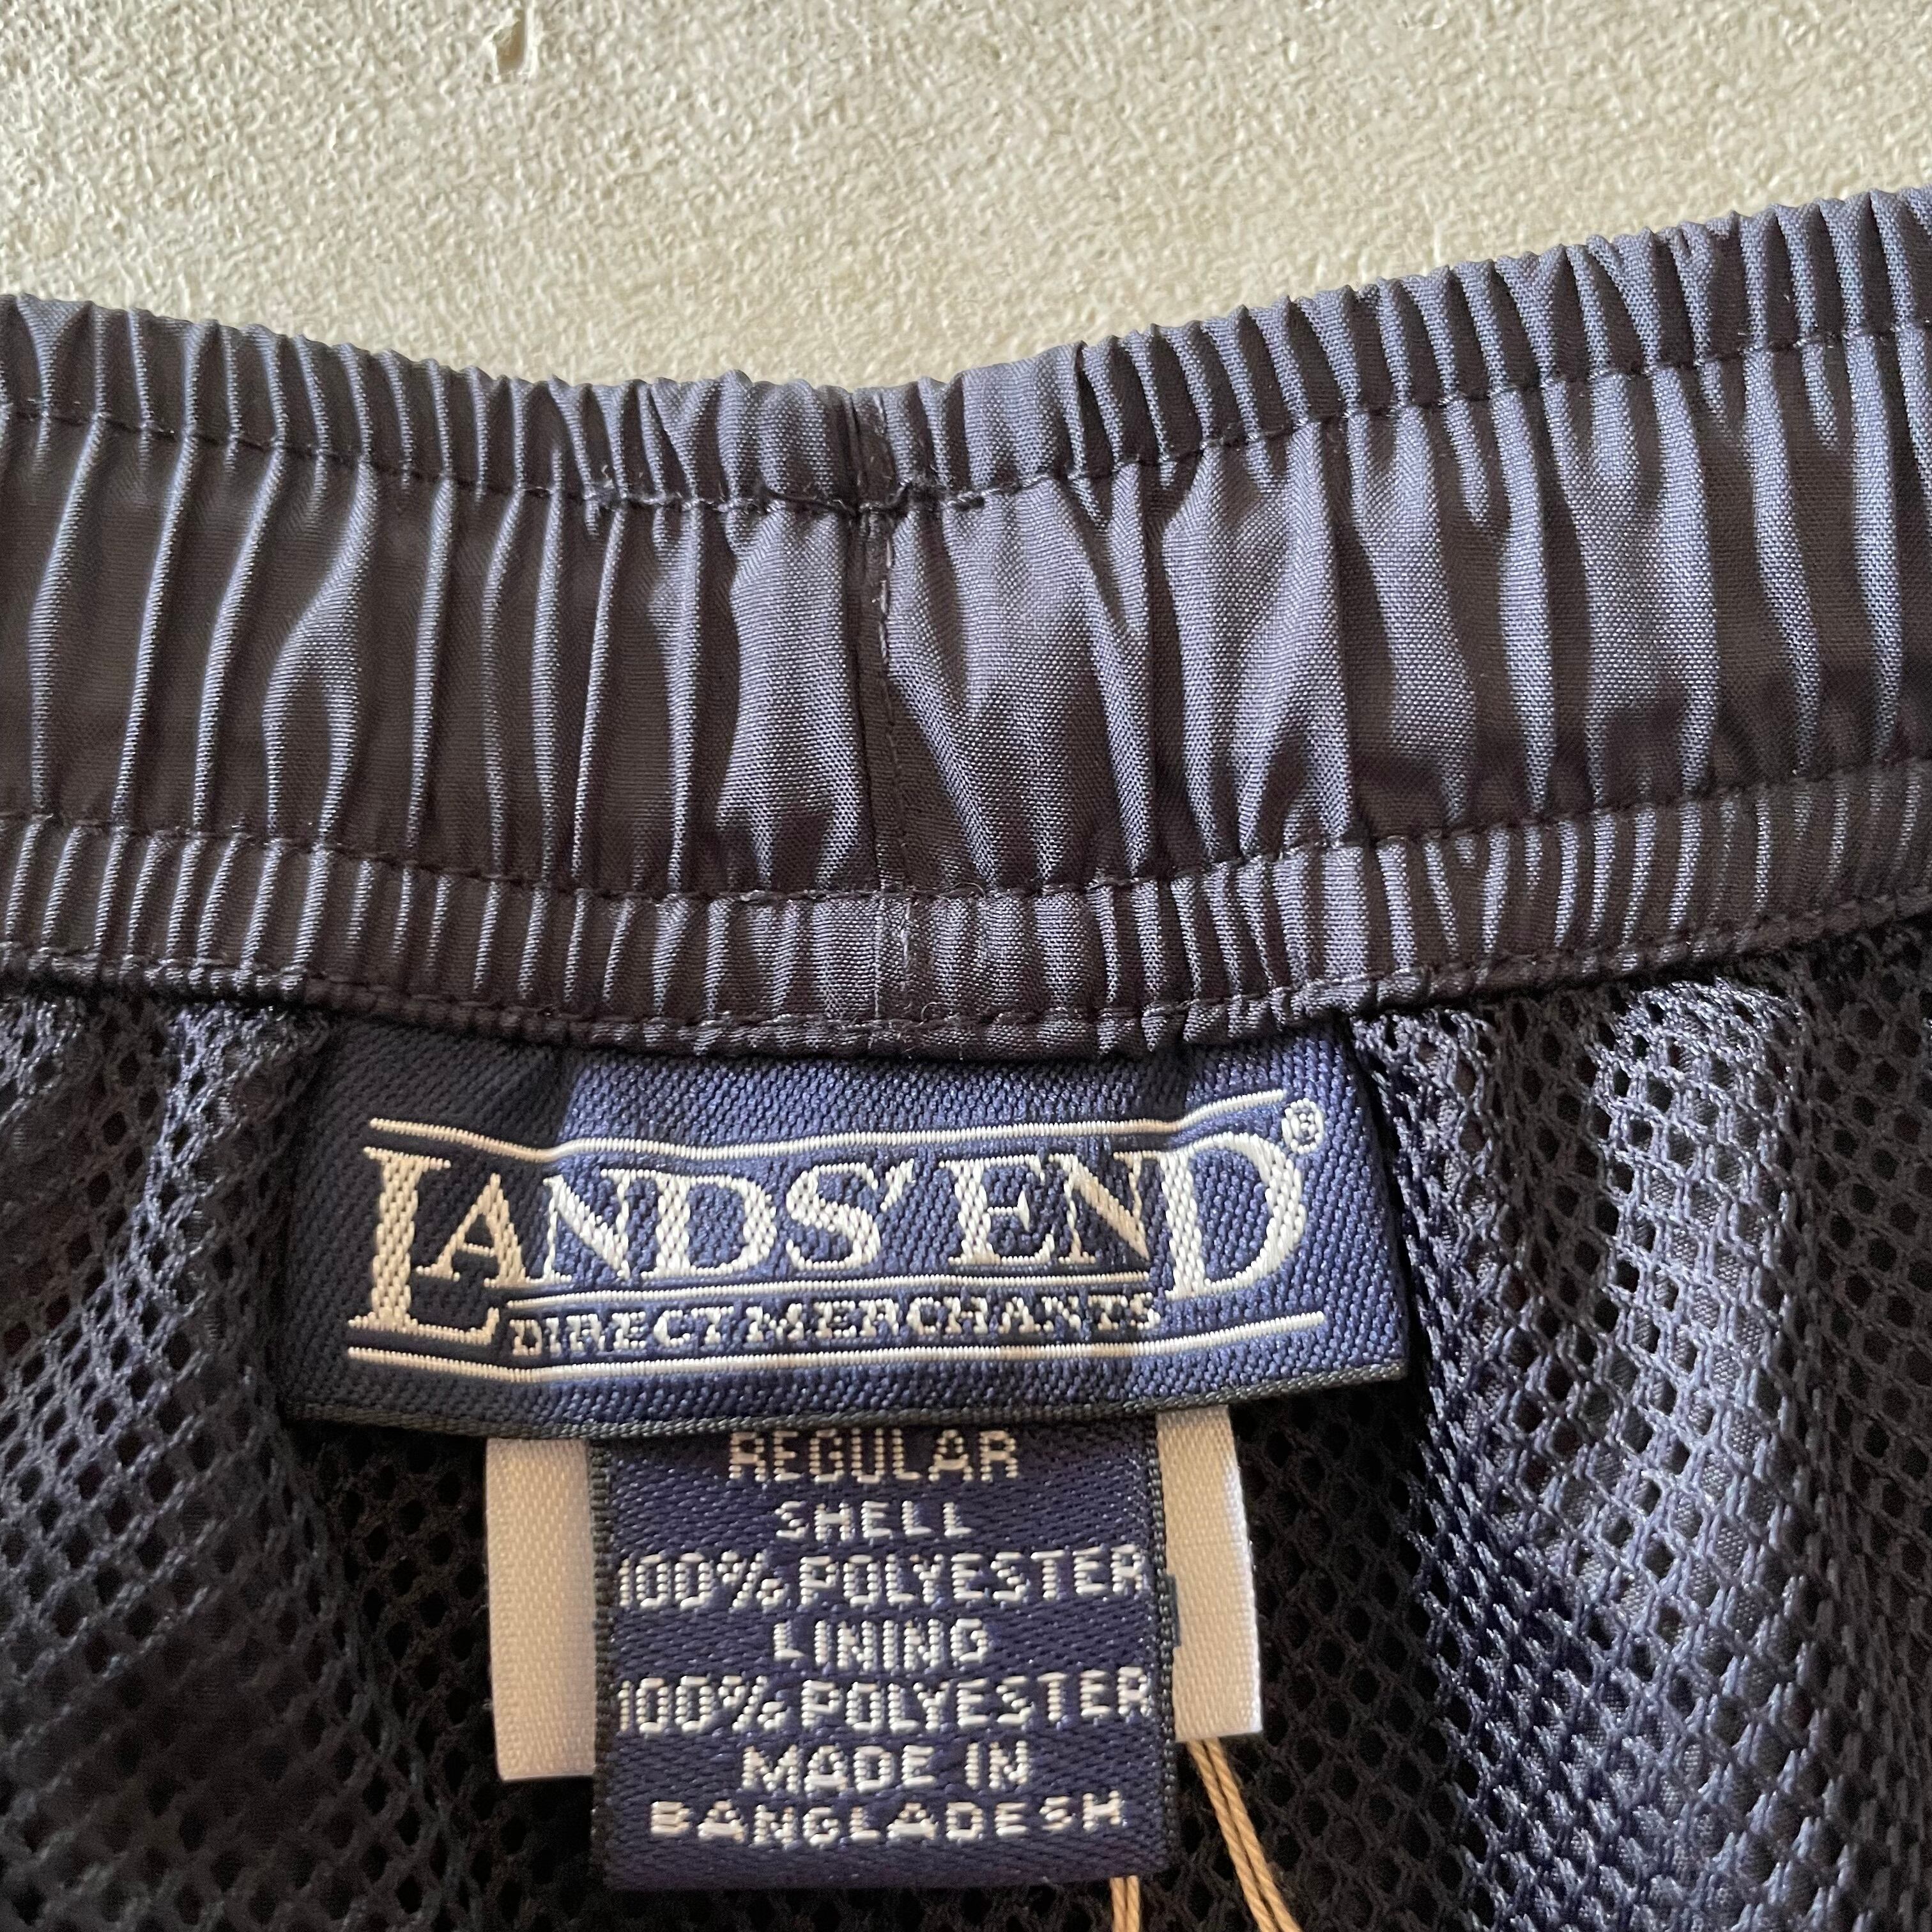 LANDS' END®
DIRECT MERCHANTS
REGULAR
SHELL
100% POLYESTER
LINING
100% POLYESTER
MADE IN
BANGLADESH